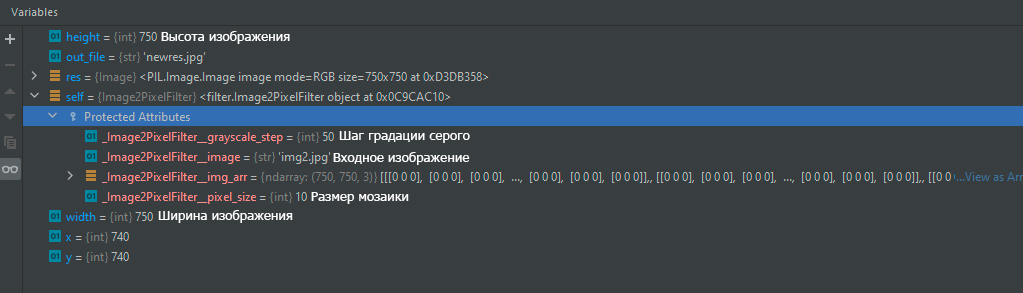 Variables
height = {int} 750 Высота изображения
out_file = {str} 'newres.jpg'
res = {Image} <PIL.Image.Image image mode=RGB size=750x750 at 0xD3DB358>
self = {Image2PixelFilter} <filter.Image2PixelFilter object at 0x0C9CAC10>
Protected Attributes
_Image2PixelFilter__grayscale_step = {int} 50 Шаг градации серого
_Image2PixelFilter__image = {str} 'img2.jpg' Входное изображение
_Image2PixelFilter__img_arr = {ndarray: (750, 750, 3)} [[[0 0 0], [0 0 0], [0 0 0], ..., [0 0 0], [0 0 0], [0 0 0]],, [[0 0 0], [0 0 0], [0 0 0], ..., [0 0 0], [0 0 0], [0 0 0]],, [[0 0 ...View as Arr
_Image2PixelFilter__pixel_size = {int} 10 Размер мозаики
width = {int} 750 Ширина изображения
x = {int} 740
y = {int} 740